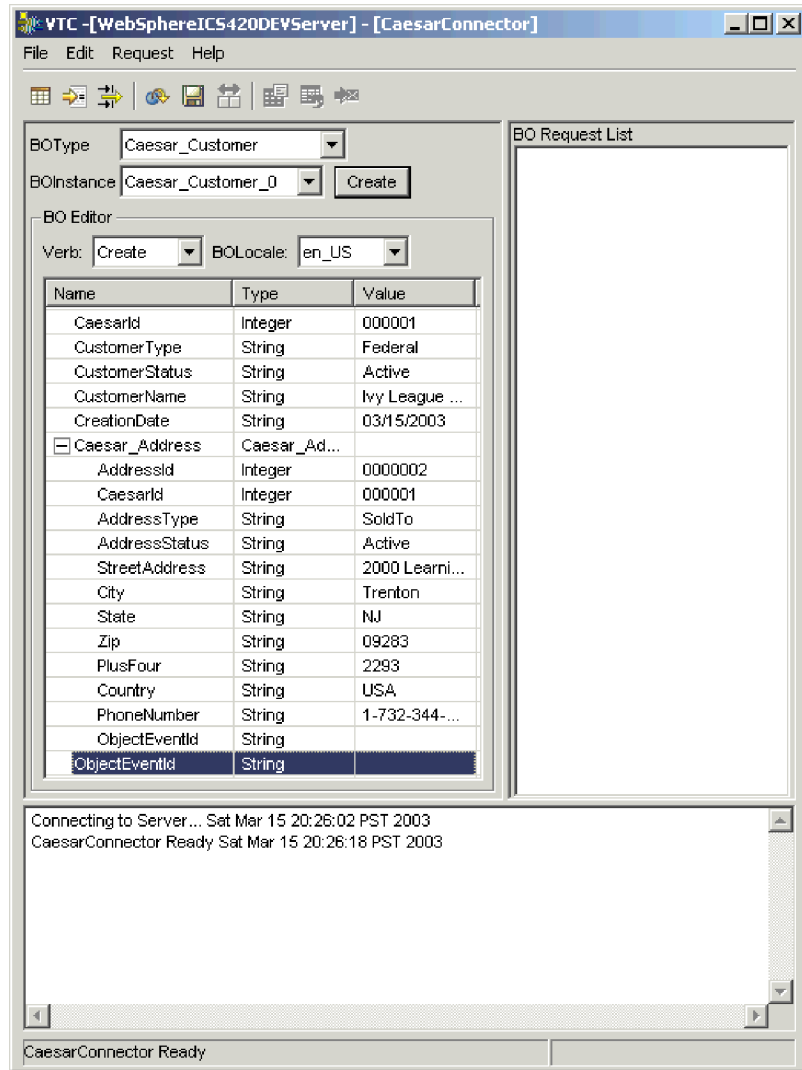 VTC -[WebSphereICS420DEVServer] - [CaesarConnector]
File Edit Request Help
BOType Caesar_Customer
BOInstance Caesar_Customer_0 Create
BO Editor
Verb: Create BOLocale: en_US
Name Type Value
CaesarId Integer 000001
CustomerType String Federal
CustomerStatus String Active
CustomerName String Ivy League ...
CreationDate String 03/15/2003
Caesar_Address Caesar_Ad...
AddressId Integer 0000002
CaesarId Integer 000001
AddressType String SoldTo
AddressStatus String Active
StreetAddress String 2000 Learni...
City String Trenton
State String NJ
Zip String 09283
PlusFour String 2293
Country String USA
PhoneNumber String 1-732-344-...
ObjectEventId String
ObjectEventId String
BO Request List
Connecting to Server... Sat Mar 15 20:26:02 PST 2003
CaesarConnector Ready Sat Mar 15 20:26:18 PST 2003
CaesarConnector Ready